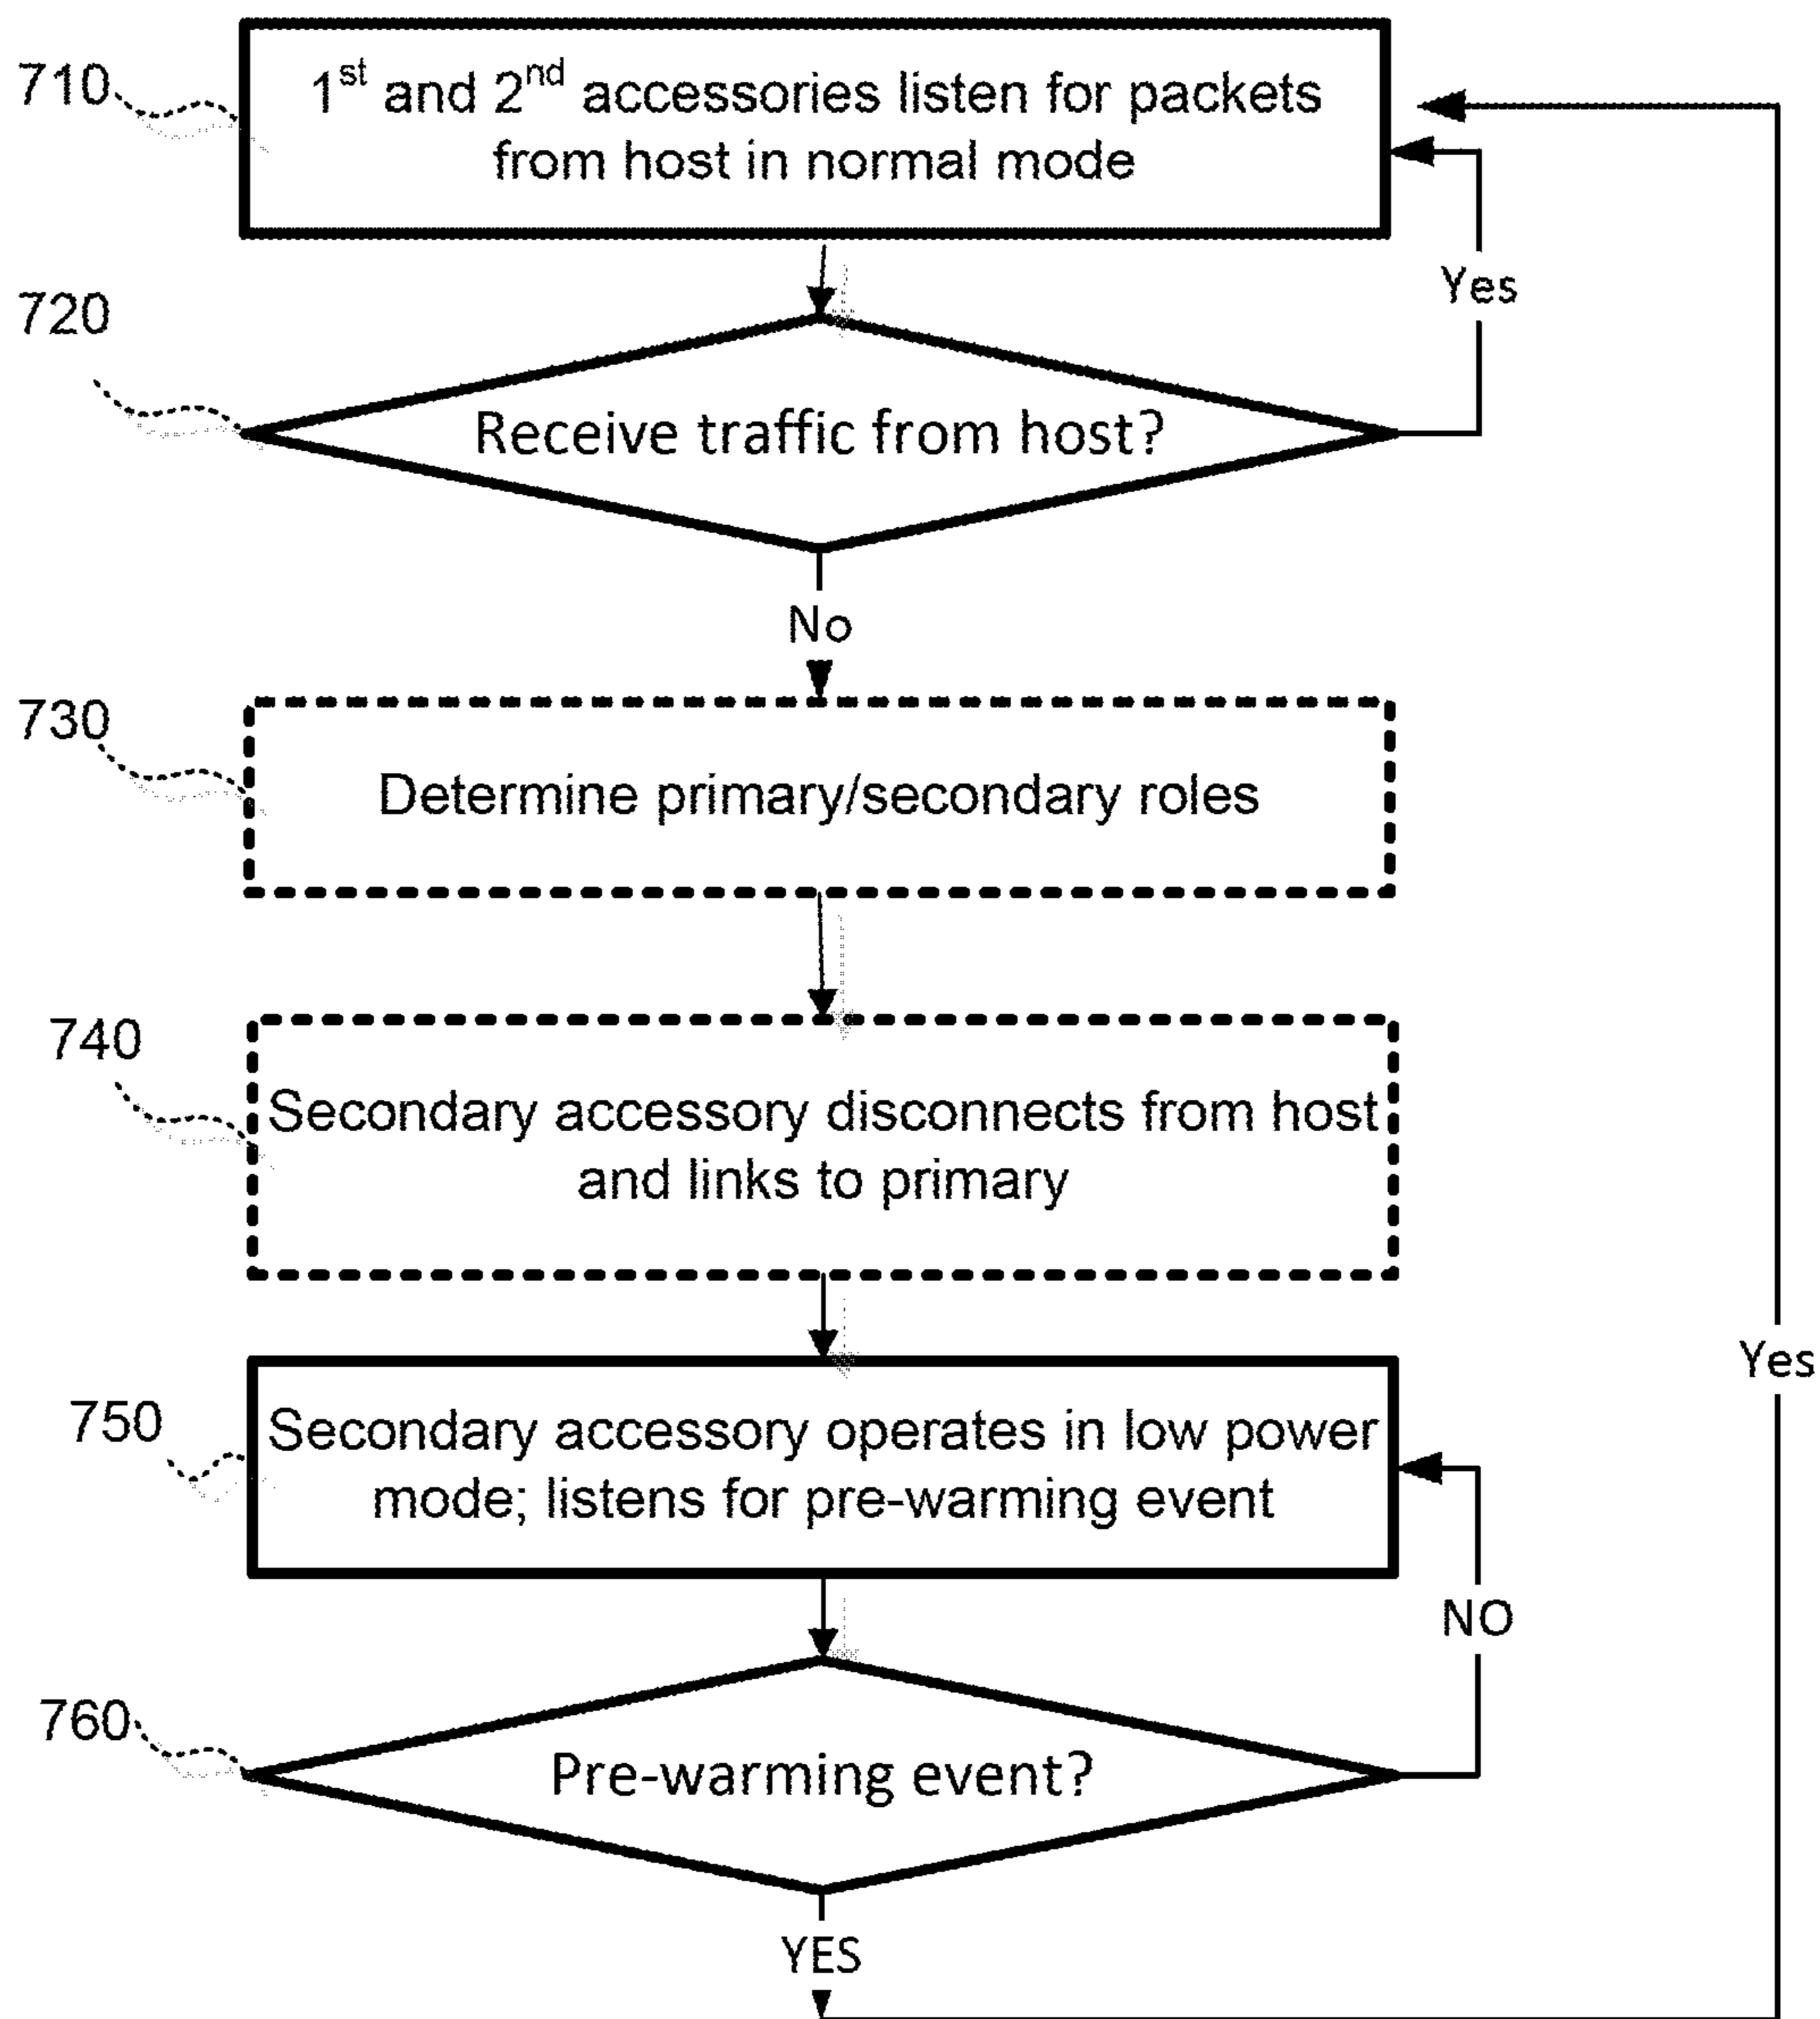 710
1st and 2nd accessories listen for packets
from host in normal mode
Yes
720
Receive traffic from host?
No
730
Determine primary/secondary roles
740
Secondary accessory disconnects from host
and links to primary
Yes
750
Secondary accessory operates in low power
mode; listens for pre-warming event
NO
760
Pre-warming event?
YES